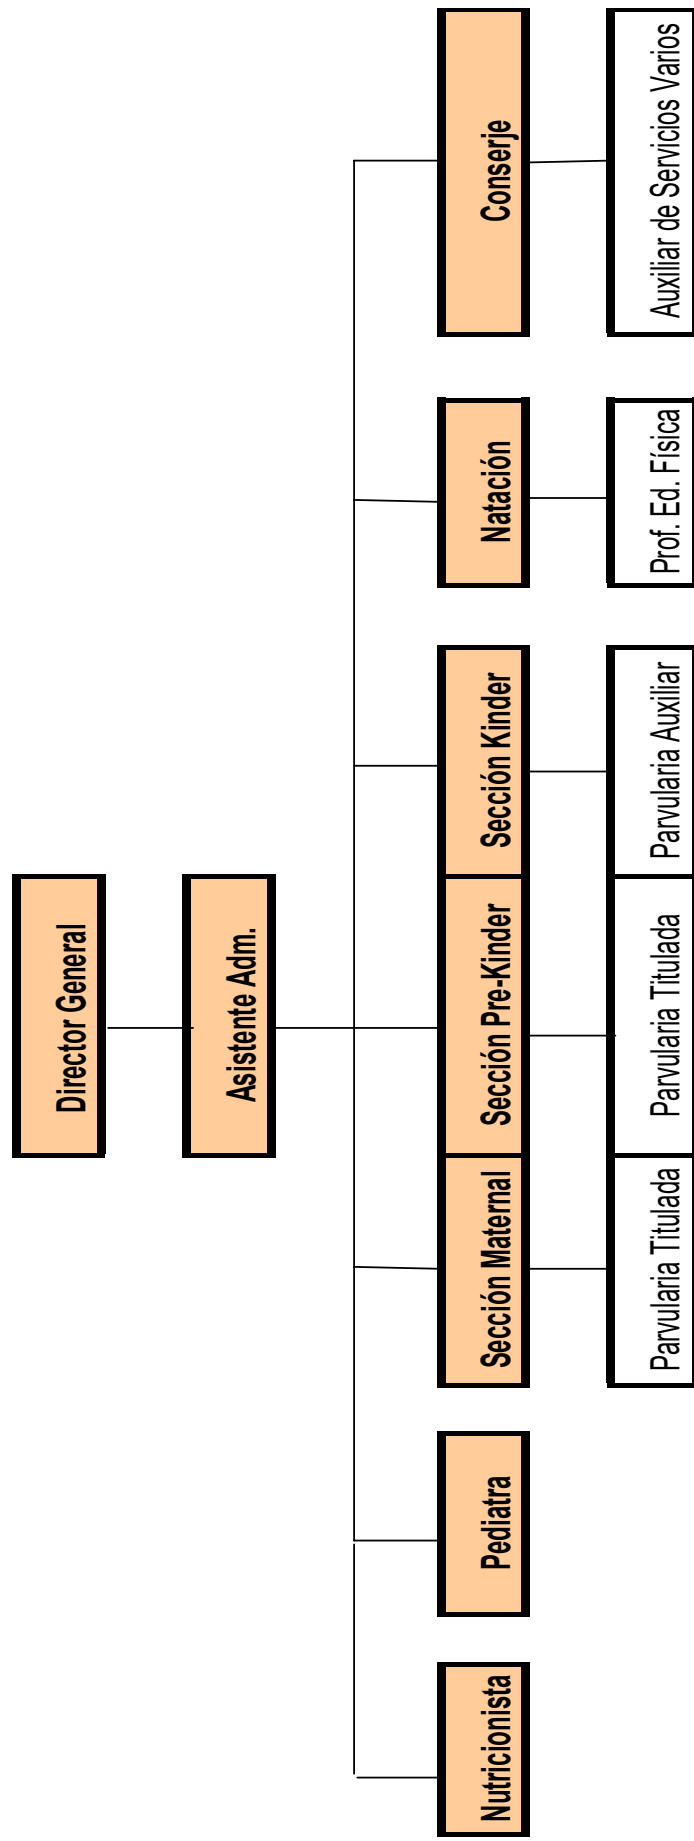 Director General
Asistente Adm.
Nutricionista
Pediatra
Sección Maternal
Sección Pre-Kinder
Sección Kinder
Natación
Conserje
Parvularia Titulada
Parvularia Titulada
Parvularia Auxiliar
Prof. Ed. Física
Auxiliar de Servicios Varios